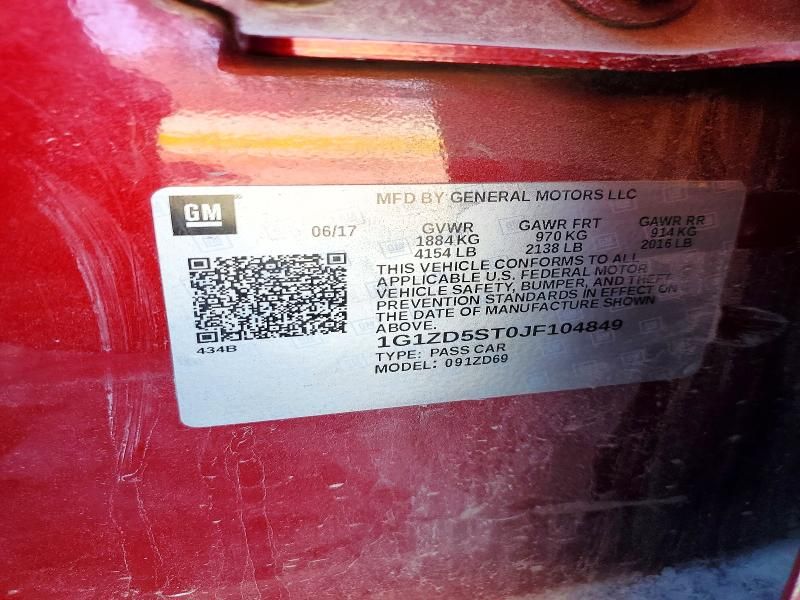 GM
MFD BY GENERAL MOTORS LLC
06/17
GVWR
1884 KG
4154 LB
GAWR FRT
970 KG
2138 LB
GAWR RR
914 KG
2016 LB
THIS VEHICLE CONFORMS TO ALL
APPLICABLE U.S. FEDERAL MOTOR
VEHICLE SAFETY, BUMPER, AND THEFT
PREVENTION STANDARDS IN EFFECT ON
THE DATE OF MANUFACTURE SHOWN
ABOVE.
1G1ZD5ST0JF104849
TYPE: PASS CAR
MODEL: 091ZD69
434B